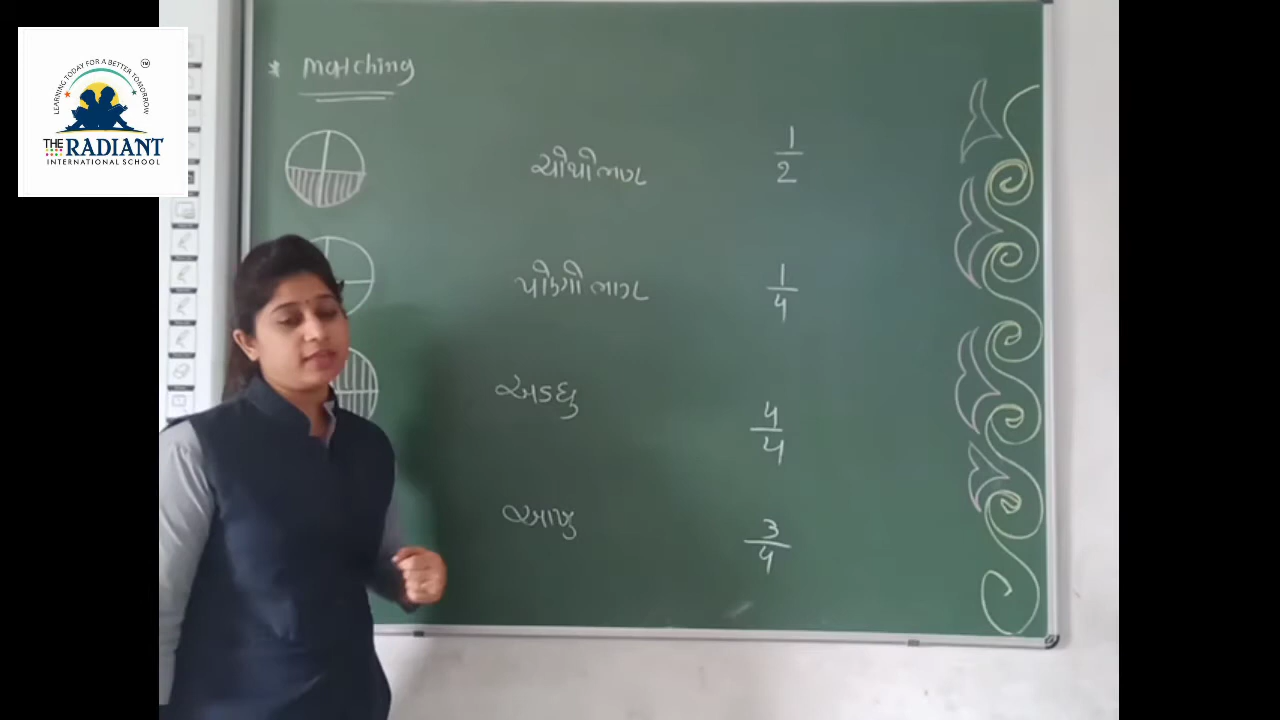 LEARNING TODAY FOR A BETTER TOMORROW
TM
THE RADIANT
INTERNATIONAL SCHOOL
* Matching
ચોથો ભાગ 1/2
પોણો ભાગ 1/4
અડધુ 4/4
આખુ 3/4